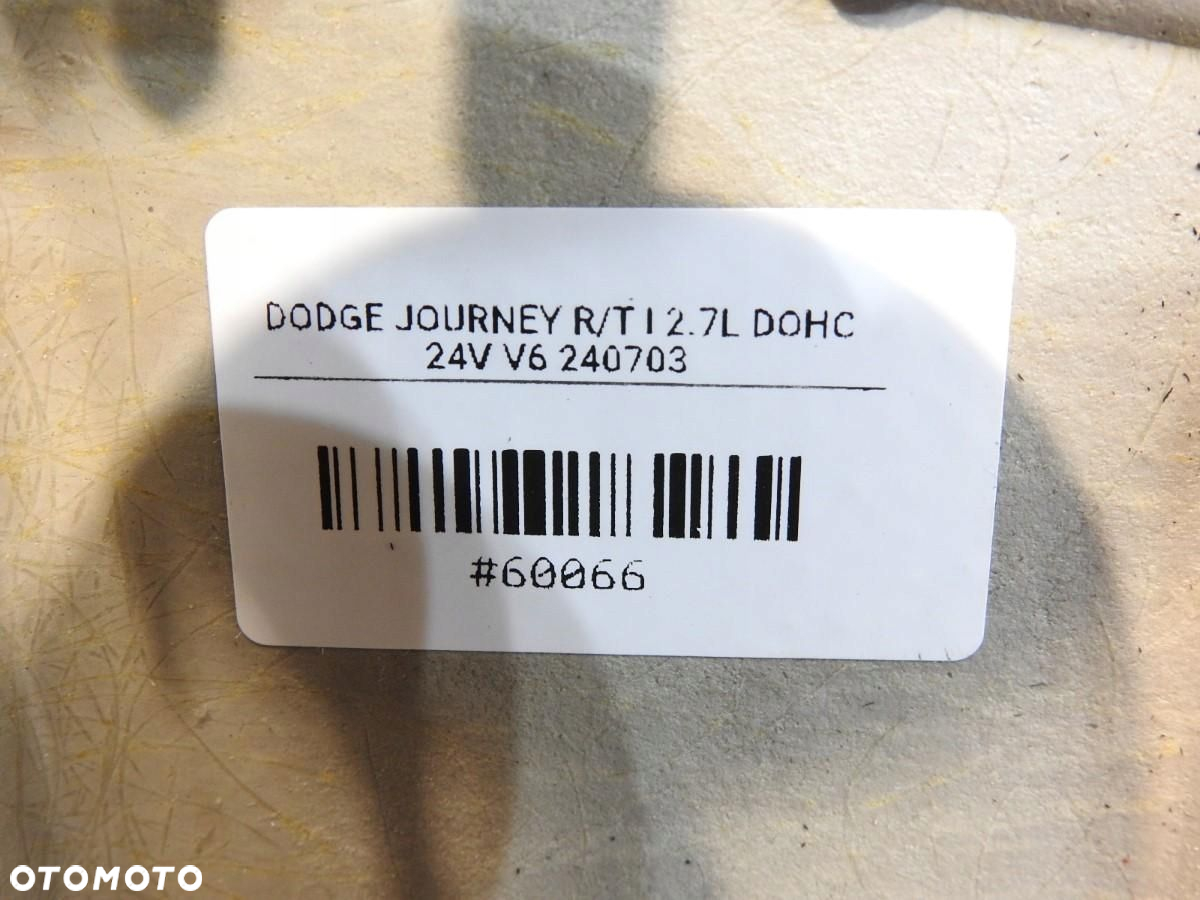 DODGE JOURNEY R/T I 2.7L DOHC
24V V6 240703
#60066
OTOMOTO